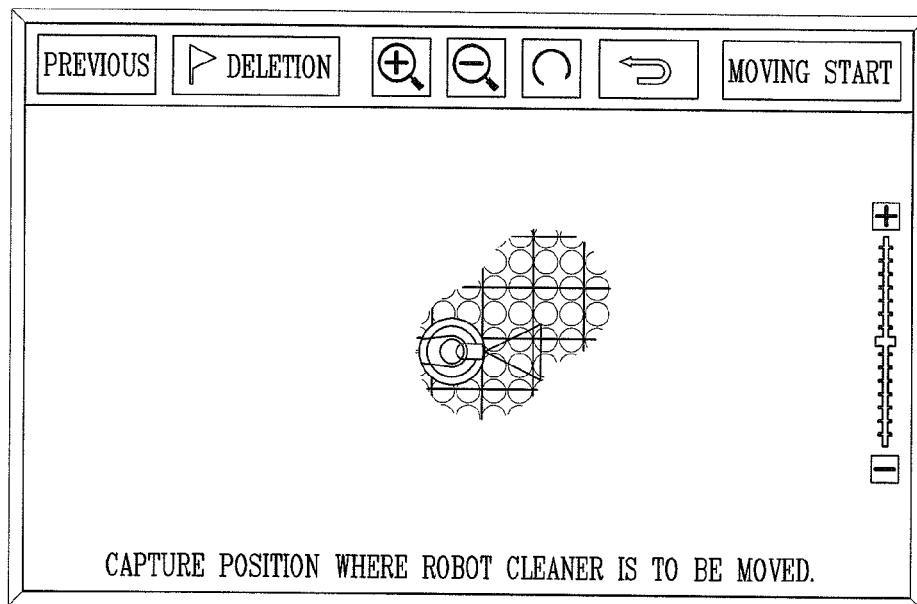 PREVIOUS
DELETION
MOVING START
CAPTURE POSITION WHERE ROBOT CLEANER IS TO BE MOVED.